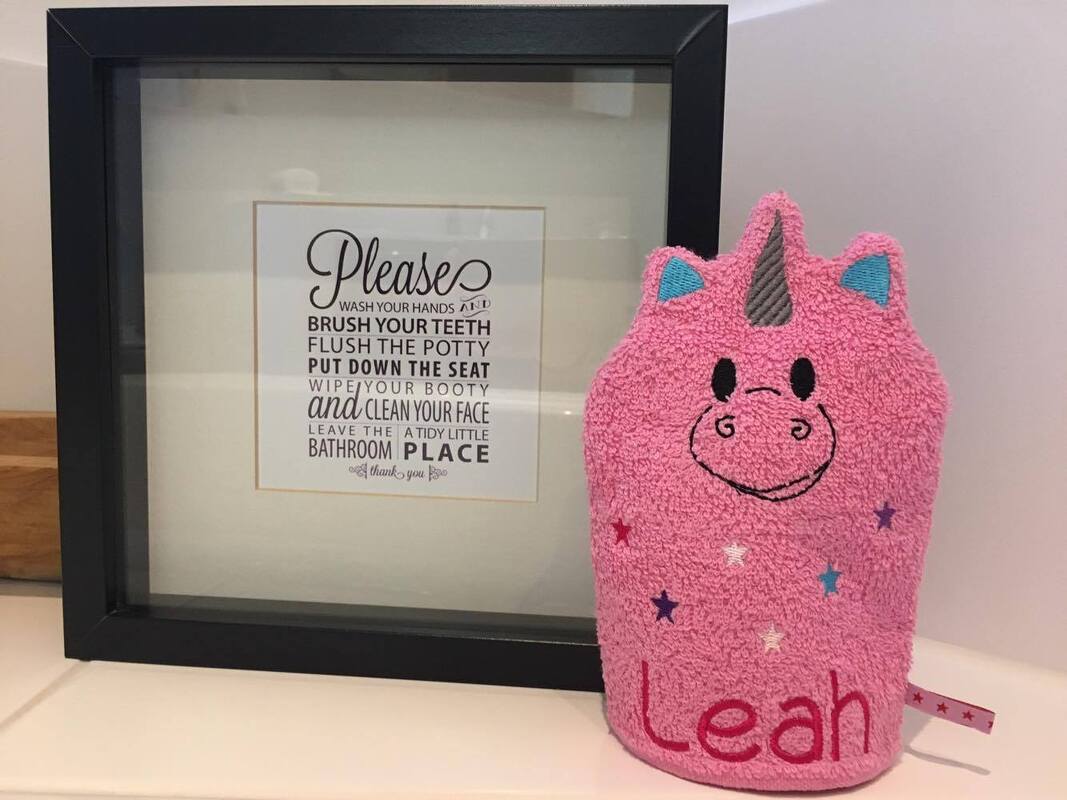 Please
WASH YOUR HANDS AND
BRUSH YOUR TEETH
FLUSH THE POTTY
PUT DOWN THE SEAT
WIPE YOUR BOOTY
and CLEAN YOUR FACE
LEAVE THE
BATHROOM
A TIDY LITTLE
PLACE
thank you
Leah